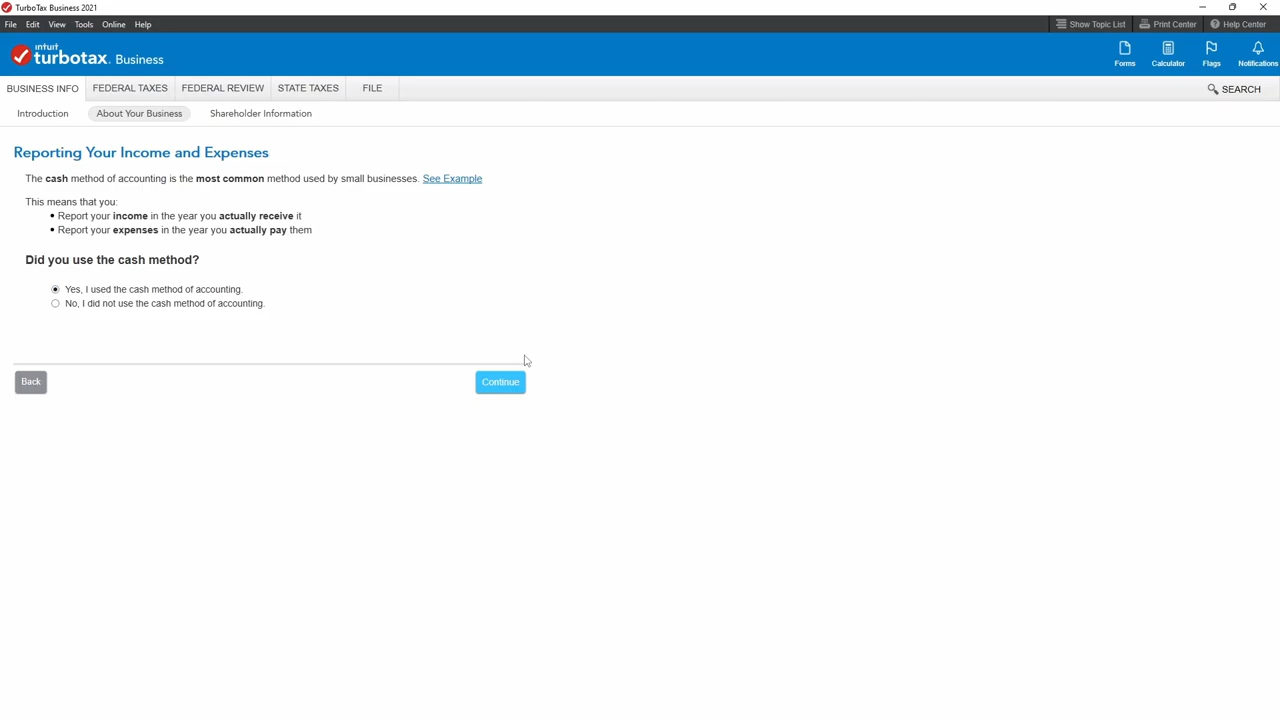 TurboTax Business 2021
File Edit View Tools Online Help
Show Topic List Print Center Help Center
intuit turbotax. Business
Forms Calculator Flags Notifications
BUSINESS INFO FEDERAL TAXES FEDERAL REVIEW STATE TAXES FILE SEARCH
Introduction About Your Business Shareholder Information
Reporting Your Income and Expenses
The cash method of accounting is the most common method used by small businesses. See Example
This means that you:
• Report your income in the year you actually receive it
• Report your expenses in the year you actually pay them
Did you use the cash method?
Yes, I used the cash method of accounting.
No, I did not use the cash method of accounting.
Back Continue